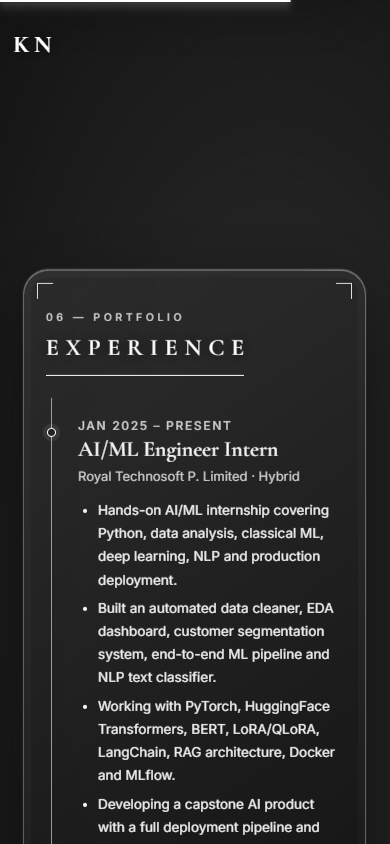 KN
06 — PORTFOLIO
EXPERIENCE
JAN 2025 – PRESENT
AI/ML Engineer Intern
Royal Technosoft P. Limited · Hybrid
• Hands-on AI/ML internship covering
Python, data analysis, classical ML,
deep learning, NLP and production
deployment.
• Built an automated data cleaner, EDA
dashboard, customer segmentation
system, end-to-end ML pipeline and
NLP text classifier.
• Working with PyTorch, HuggingFace
Transformers, BERT, LoRA/QLoRA,
LangChain, RAG architecture, Docker
and MLflow.
• Developing a capstone AI product
with a full deployment pipeline and